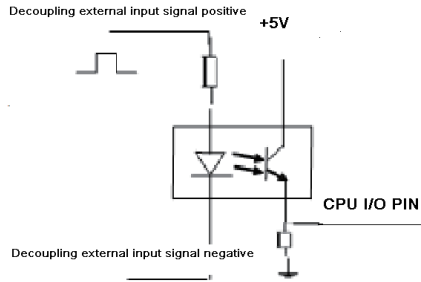 Decoupling external input signal positive
+5V
CPU I/O PIN
Decoupling external input signal negative